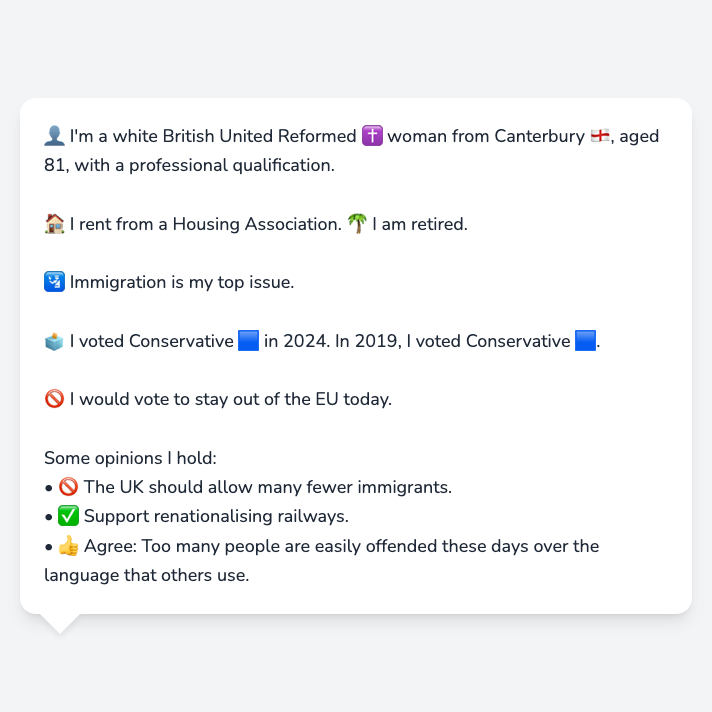 👤 I'm a white British United Reformed ✝️ woman from Canterbury 🏴󠁧󠁢󠁥󠁮󠁧󠁿, aged
81, with a professional qualification.
🏠 I rent from a Housing Association. 🌴 I am retired.
🛂 Immigration is my top issue.
🗳️ I voted Conservative 🟦 in 2024. In 2019, I voted Conservative 🟦.
🚫 I would vote to stay out of the EU today.
Some opinions I hold:
• 🚫 The UK should allow many fewer immigrants.
• ✅ Support renationalising railways.
• 👍 Agree: Too many people are easily offended these days over the
language that others use.